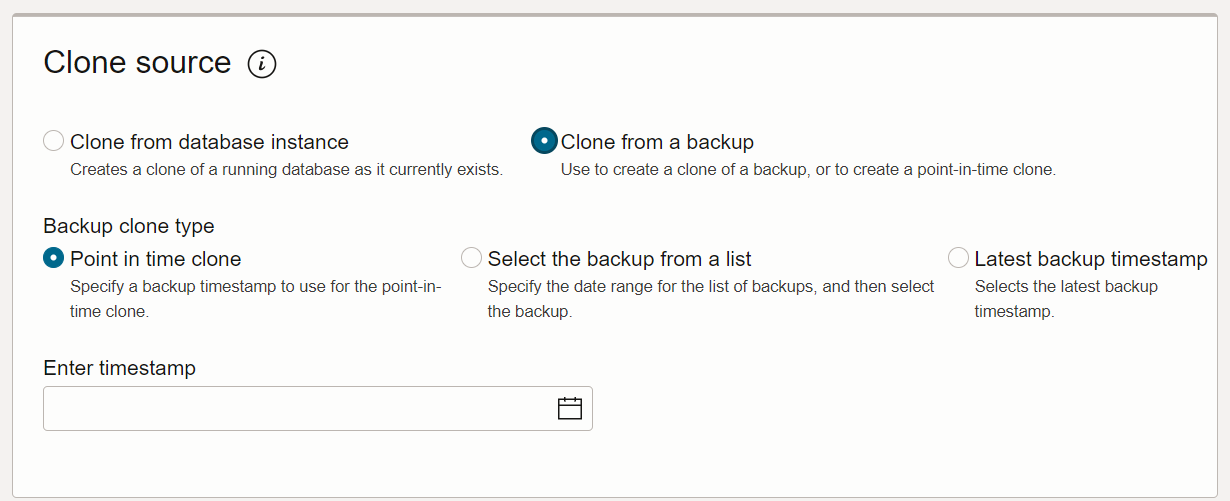 Clone source i
Clone from database instance
Creates a clone of a running database as it currently exists.
Clone from a backup
Use to create a clone of a backup, or to create a point-in-time clone.
Backup clone type
Point in time clone
Specify a backup timestamp to use for the point-in-
time clone.
Select the backup from a list
Specify the date range for the list of backups, and then select
the backup.
Latest backup timestamp
Selects the latest backup
timestamp.
Enter timestamp